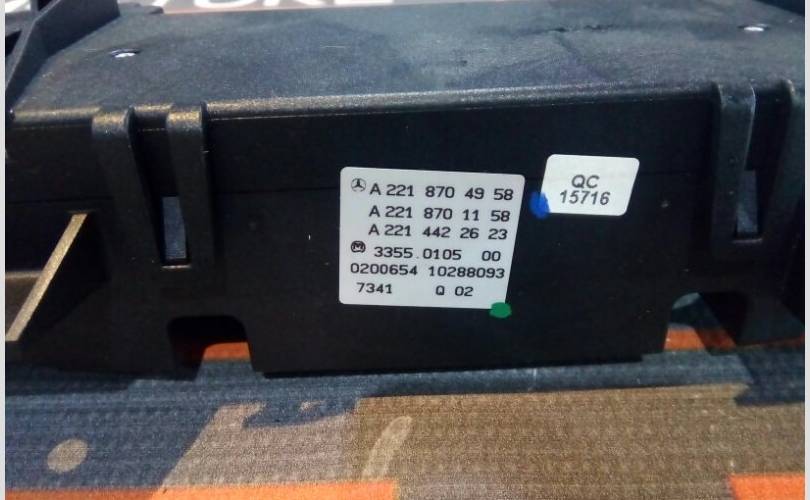 A 221 870 49 58
A 221 870 11 58
A 221 442 26 23
3355.0105 00
0200654 10288093
7341 Q 02
QC
15716